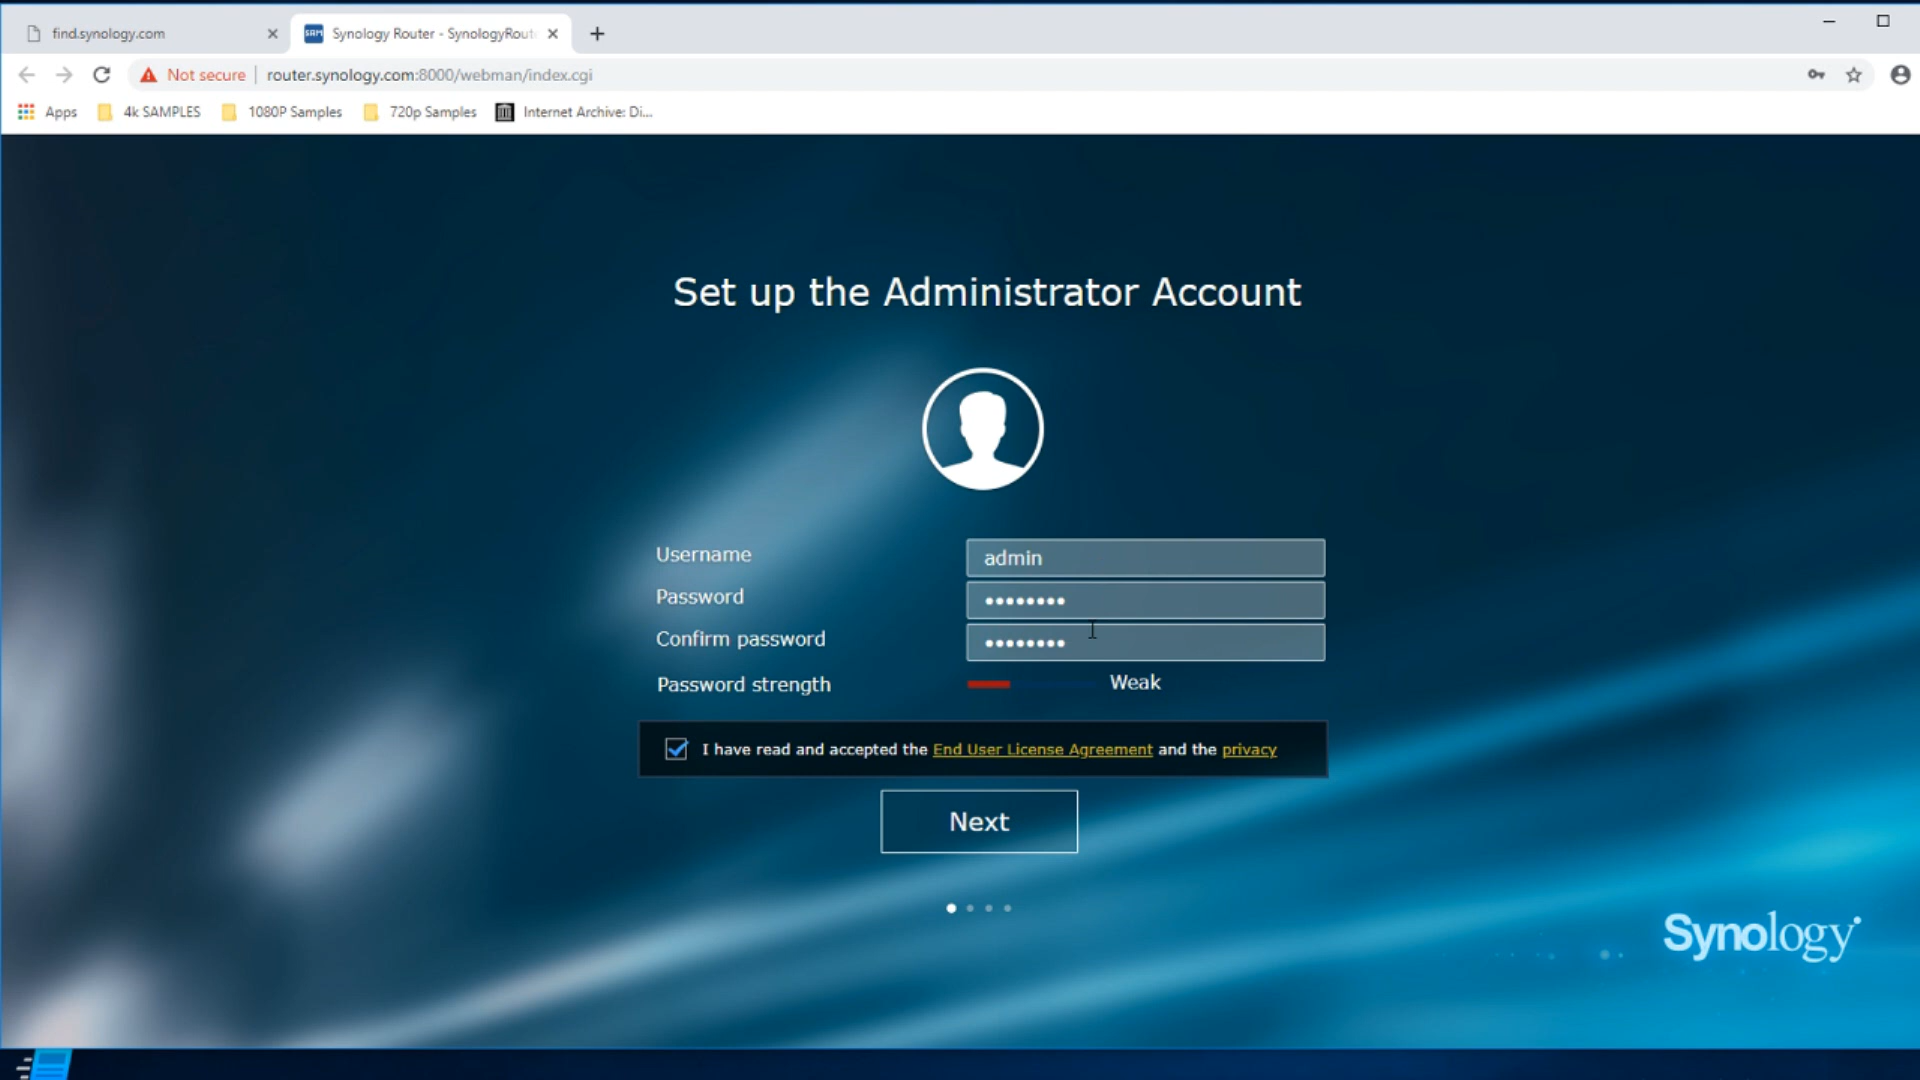 find.synology.com
SRM
Synology Router - SynologyRout
Not secure
router.synology.com:8000/webman/index.cgi
Apps
4k SAMPLES
1080P Samples
720p Samples
Internet Archive: Di...
Set up the Administrator Account
Username
admin
Password
••••••••
Confirm password
••••••••
Password strength
Weak
I have read and accepted the End User License Agreement and the privacy
Next
Synology